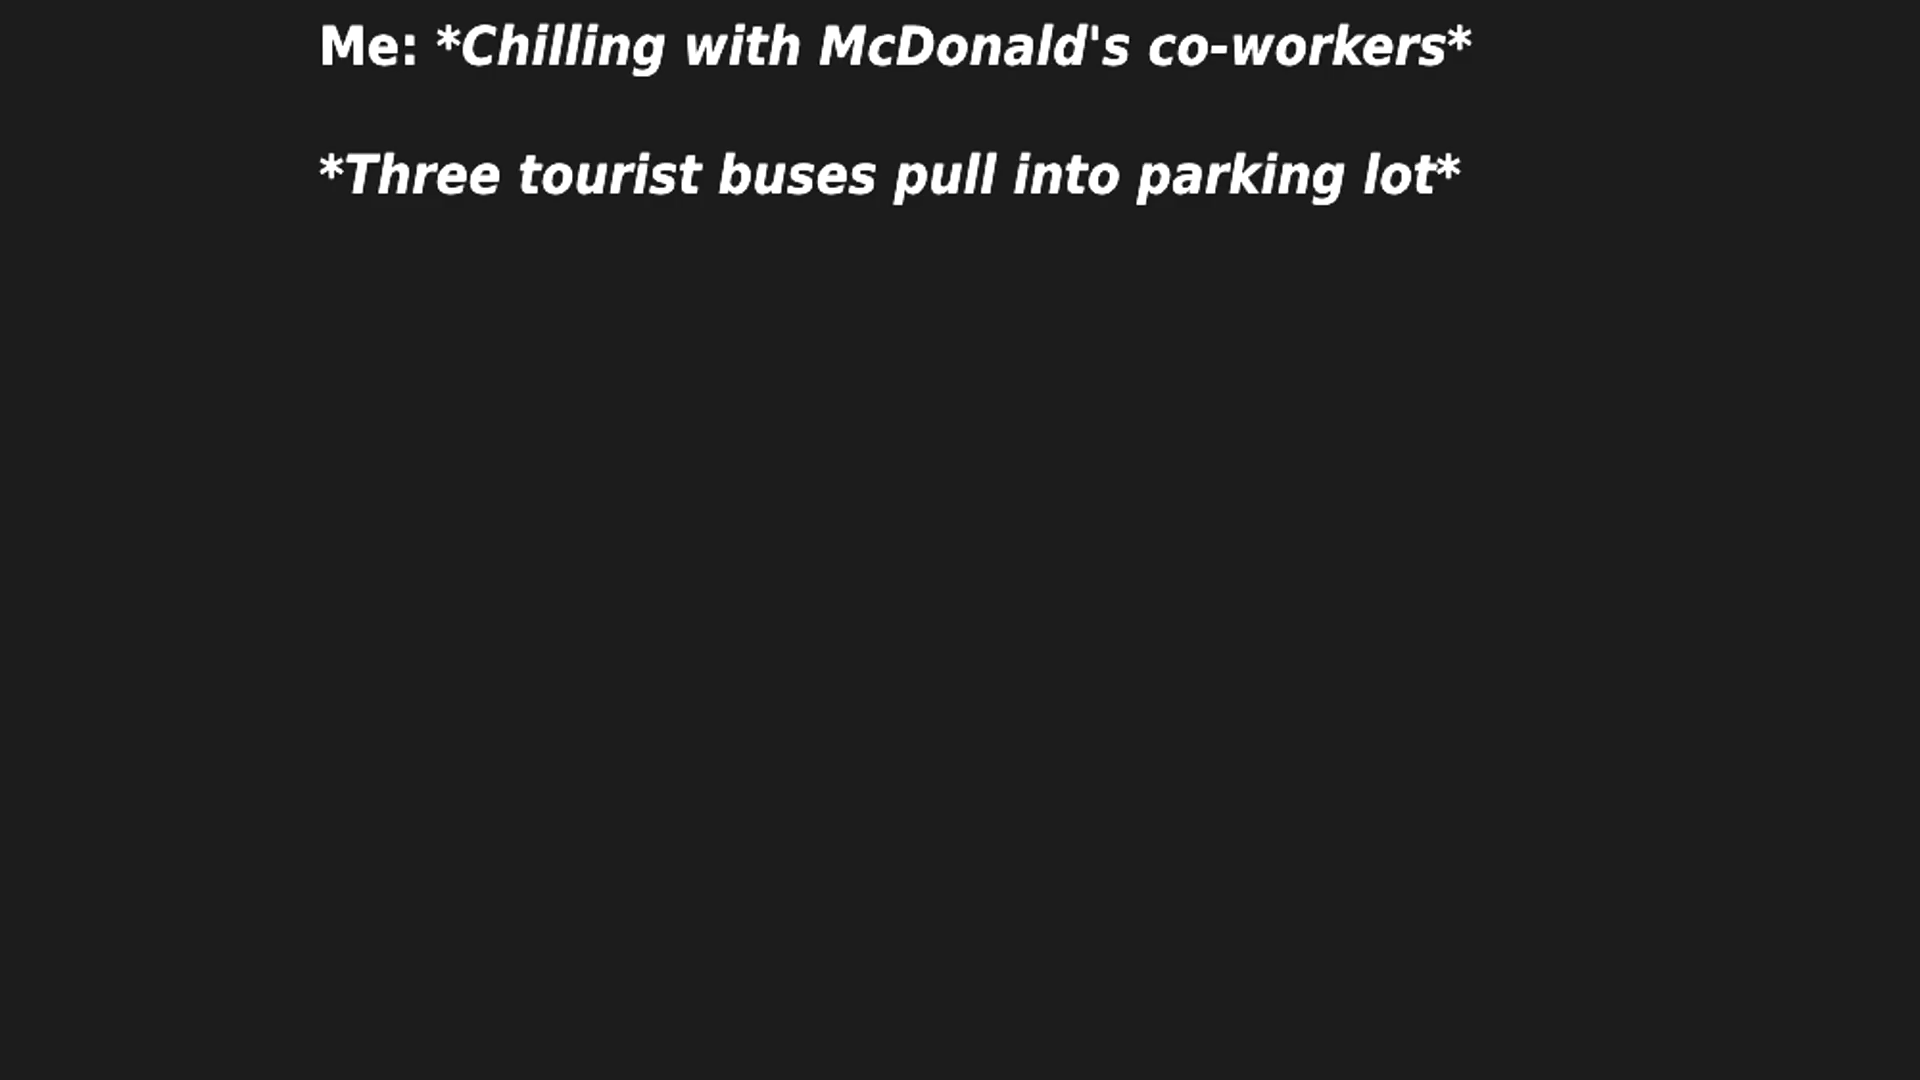 Me: *Chilling with McDonald's co-workers*
*Three tourist buses pull into parking lot*